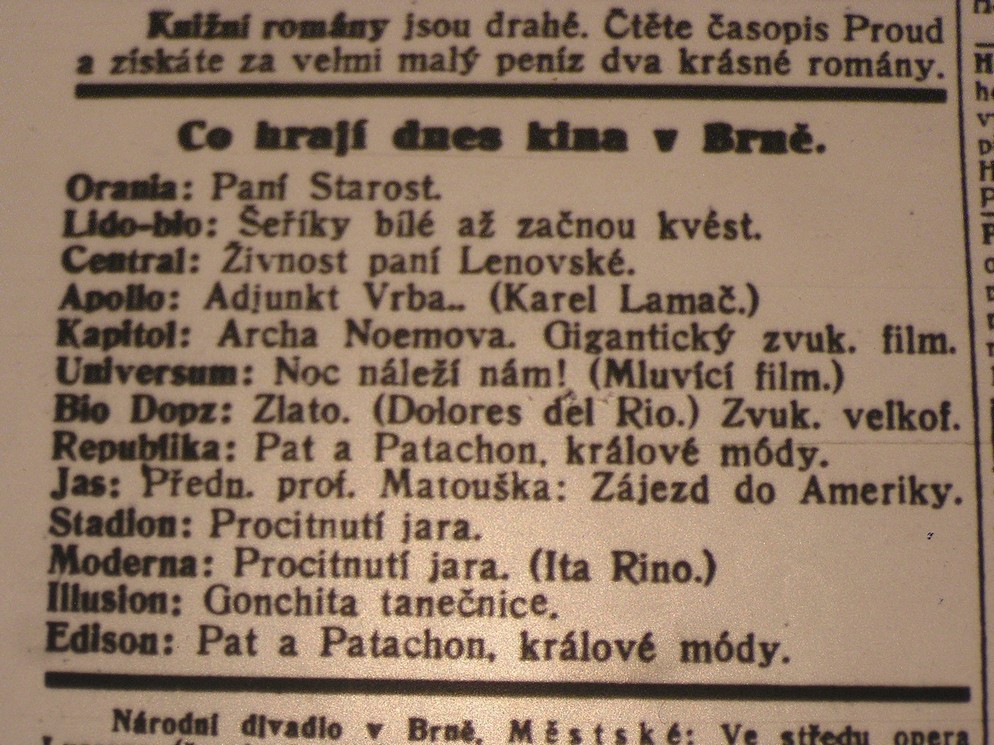 Knižní romány jsou drahé. Čtěte časopis Proud
a získáte za velmi malý peníz dva krásné romány.
Co hrají dnes kina v Brně.
Orania: Paní Starost.
Lido-bio: Šeříky bílé až začnou kvést.
Central: Živnost paní Lenovské.
Apollo: Adjunkt Vrba.. (Karel Lamač.)
Kapitol: Archa Noemova. Gigantický zvuk. film.
Universum: Noc náleží nám! (Mluvící film.)
Bio Dopz: Zlato. (Dolores del Rio.) Zvuk. velkof.
Republika: Pat a Patachon, králové módy.
Jas: Předn. prof. Matouška: Zájezd do Ameriky.
Stadion: Procitnutí jara.
Moderna: Procitnutí jara. (Ita Rino.)
Illusion: Gonchita tanečnice.
Edison: Pat a Patachon, králové módy.
Národní divadlo v Brně, Městské: Ve středu opera